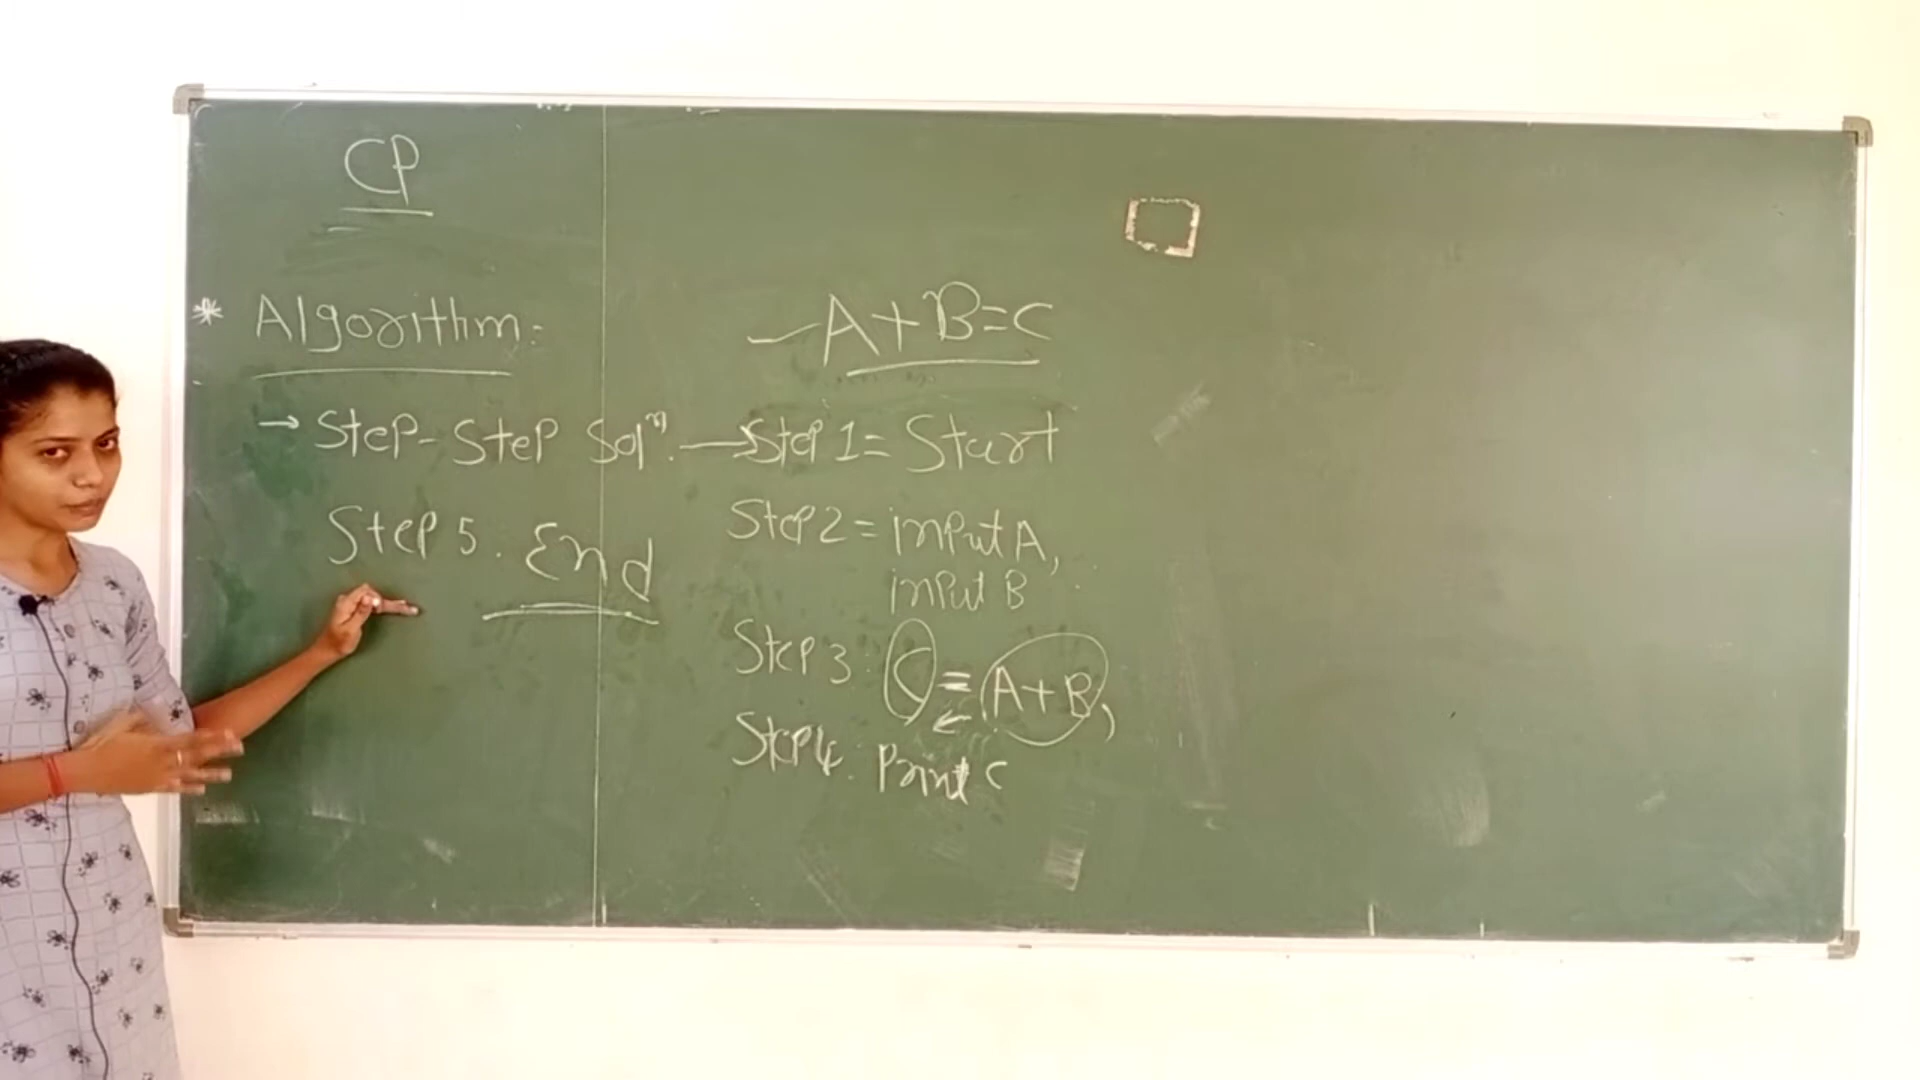 CP
* Algorithm:
→ Step-Step Solⁿ.
Step 5. End
A+B=C
→ Step 1= Start
Step 2= inPut A,
inPut B
Step 3: C = A+B,
←
Step 4. Print C